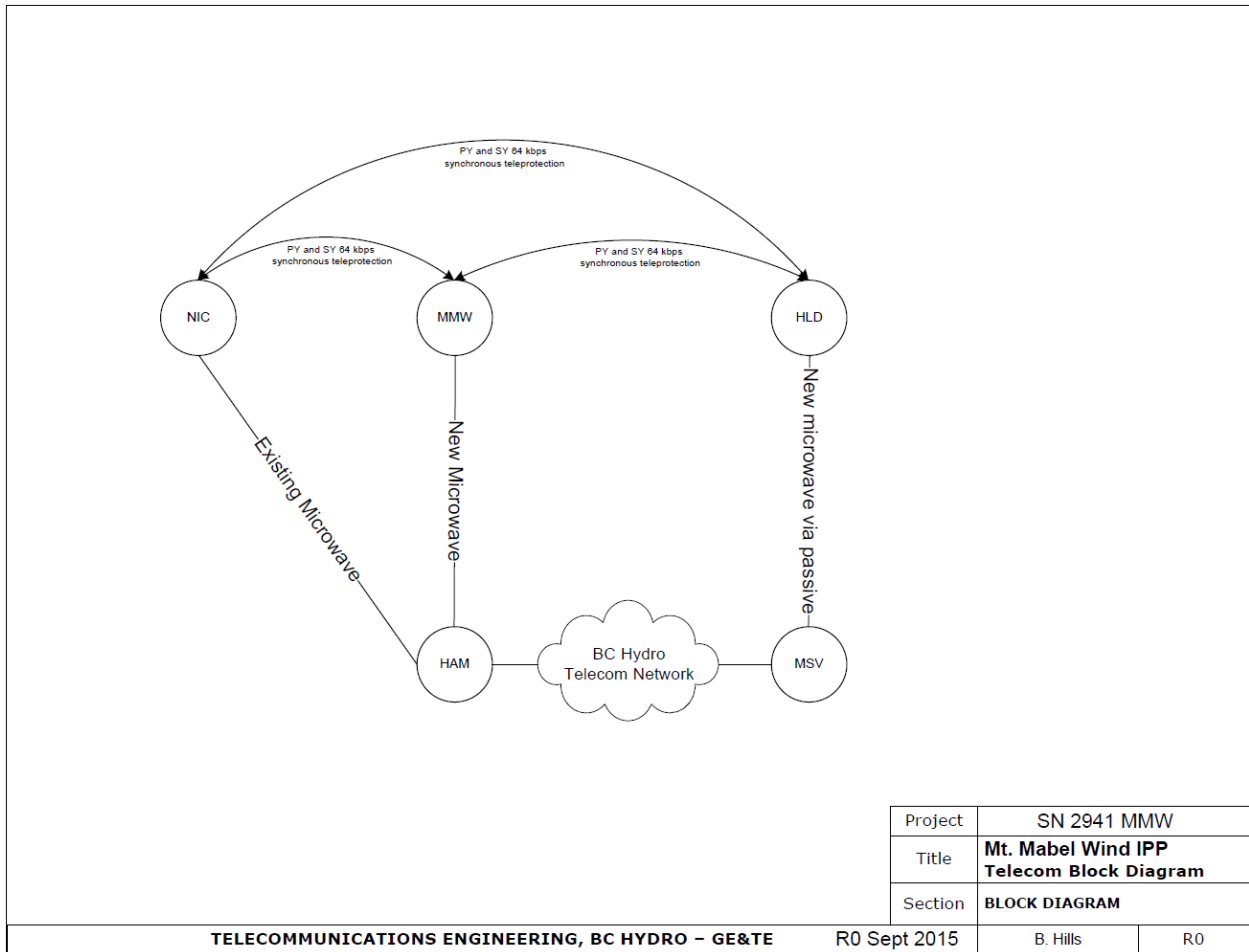 PY and SY 64 kbps
synchronous teleprotection
PY and SY 64 kbps
synchronous teleprotection
PY and SY 64 kbps
synchronous teleprotection
NIC
MMW
HLD
Existing Microwave
New Microwave
New microwave via passive
HAM
BC Hydro
Telecom Network
MSV
Project
SN 2941 MMW
Title
Mt. Mabel Wind IPP
Telecom Block Diagram
Section
BLOCK DIAGRAM
TELECOMMUNICATIONS ENGINEERING, BC HYDRO – GE&TE
R0 Sept 2015
B. Hills
R0